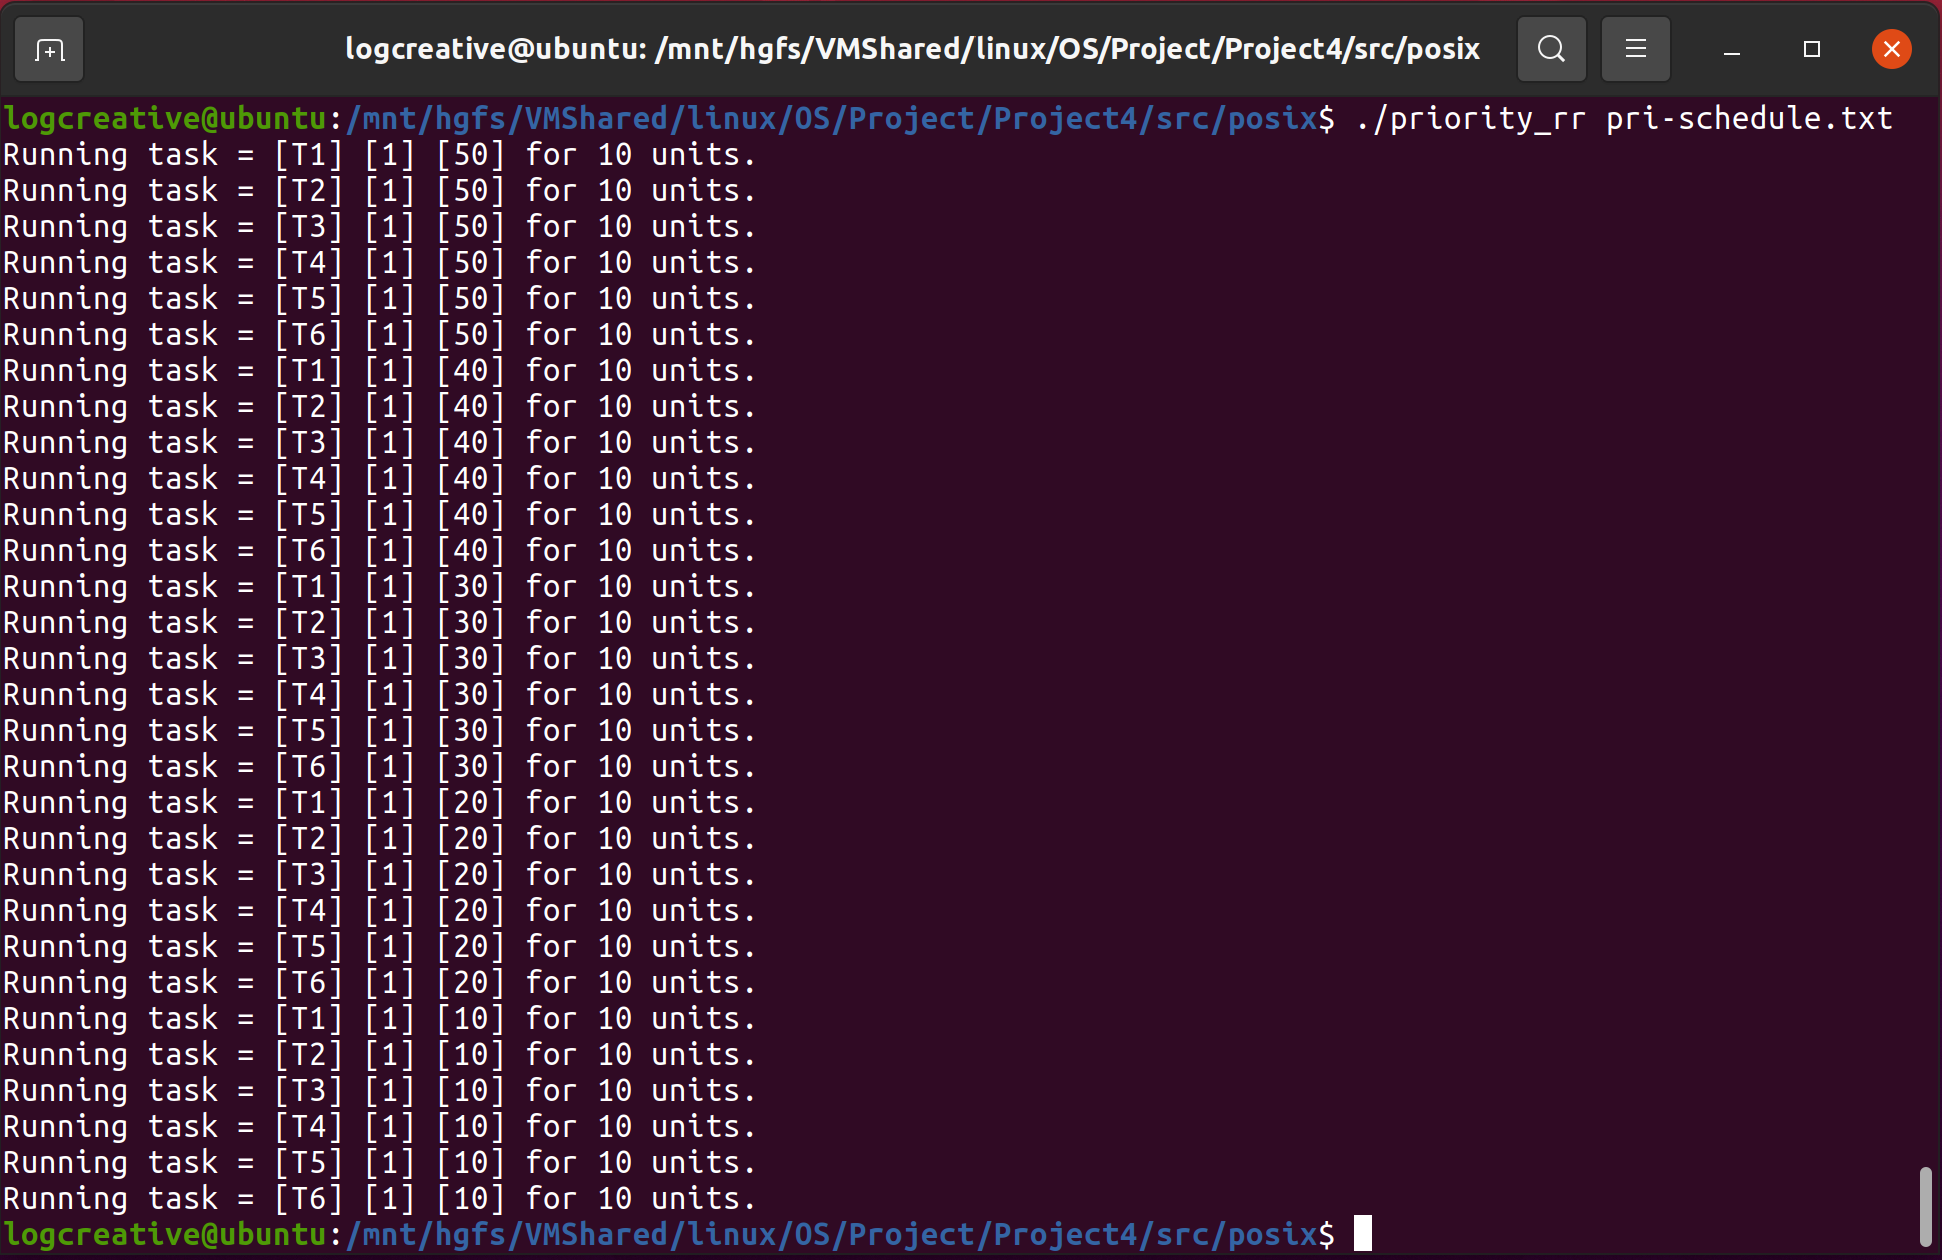 logcreative@ubuntu: /mnt/hgfs/VMShared/linux/OS/Project/Project4/src/posix
logcreative@ubuntu:/mnt/hgfs/VMShared/linux/OS/Project/Project4/src/posix$ ./priority_rr pri-schedule.txt
Running task = [T1] [1] [50] for 10 units.
Running task = [T2] [1] [50] for 10 units.
Running task = [T3] [1] [50] for 10 units.
Running task = [T4] [1] [50] for 10 units.
Running task = [T5] [1] [50] for 10 units.
Running task = [T6] [1] [50] for 10 units.
Running task = [T1] [1] [40] for 10 units.
Running task = [T2] [1] [40] for 10 units.
Running task = [T3] [1] [40] for 10 units.
Running task = [T4] [1] [40] for 10 units.
Running task = [T5] [1] [40] for 10 units.
Running task = [T6] [1] [40] for 10 units.
Running task = [T1] [1] [30] for 10 units.
Running task = [T2] [1] [30] for 10 units.
Running task = [T3] [1] [30] for 10 units.
Running task = [T4] [1] [30] for 10 units.
Running task = [T5] [1] [30] for 10 units.
Running task = [T6] [1] [30] for 10 units.
Running task = [T1] [1] [20] for 10 units.
Running task = [T2] [1] [20] for 10 units.
Running task = [T3] [1] [20] for 10 units.
Running task = [T4] [1] [20] for 10 units.
Running task = [T5] [1] [20] for 10 units.
Running task = [T6] [1] [20] for 10 units.
Running task = [T1] [1] [10] for 10 units.
Running task = [T2] [1] [10] for 10 units.
Running task = [T3] [1] [10] for 10 units.
Running task = [T4] [1] [10] for 10 units.
Running task = [T5] [1] [10] for 10 units.
Running task = [T6] [1] [10] for 10 units.
logcreative@ubuntu:/mnt/hgfs/VMShared/linux/OS/Project/Project4/src/posix$